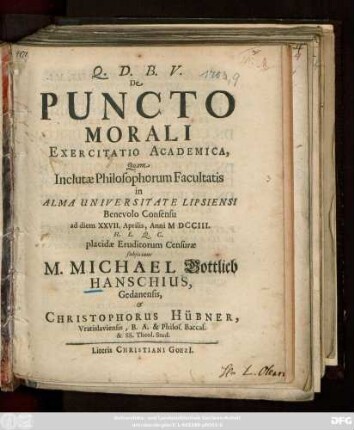 Q. D. B. V.
1703,9
De
PUNCTO
MORALI
EXERCITATIO ACADEMICA,
Quam
Inclutæ Philosophorum Facultatis
in
ALMA UNIVERSITATE LIPSIENSI
Benevolo Consensu
ad diem XXVII. Aprilis, Anni M DCCIII.
H. L. Q. C.
placidæ Eruditorum Censuræ
M. MICHAEL Gottlieb
HANSCHIUS,
Gedanensis,
&
CHRISTOPHORUS HÜBNER,
Vratislaviensis, B. A. & Philos. Baccal.
& SS. Theol. Stud.
Literis CHRISTIANI GOEZI.